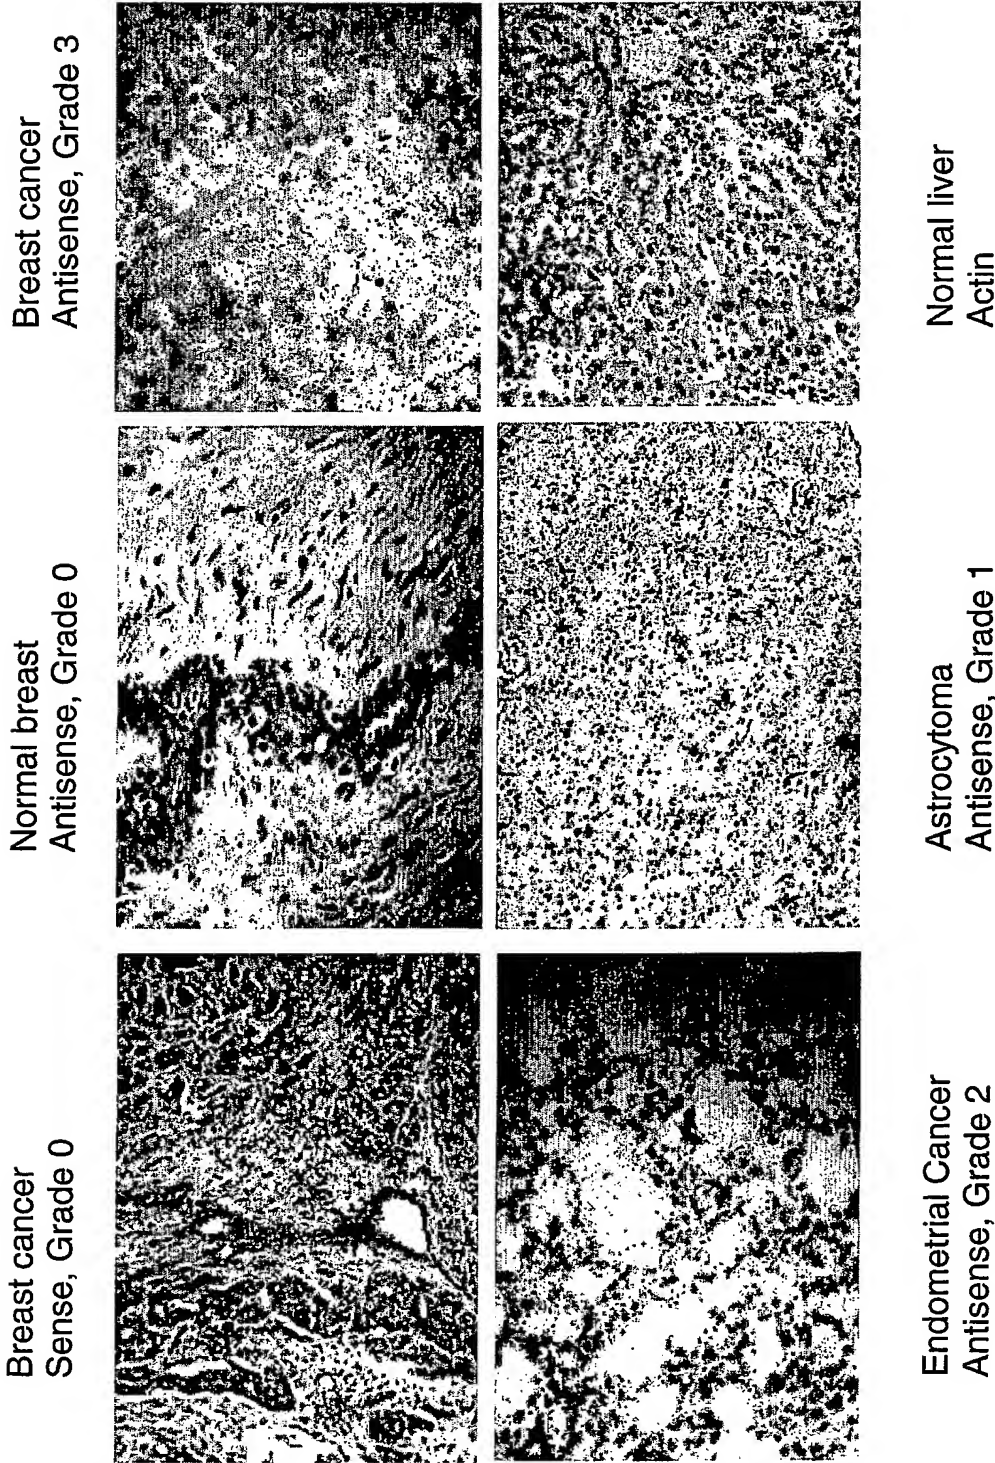 Breast cancer
Sense, Grade 0
Normal breast
Antisense, Grade 0
Breast cancer
Antisense, Grade 3
Endometrial Cancer
Antisense, Grade 2
Astrocytoma
Antisense, Grade 1
Normal liver
Actin